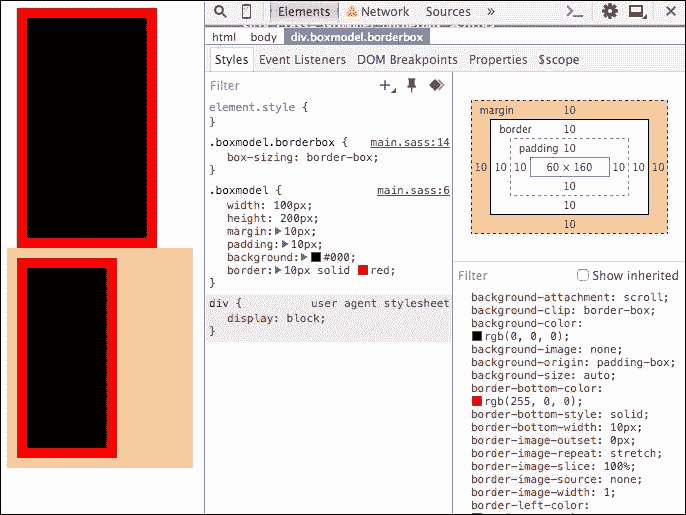 Elements Network Sources »
html body div.boxmodel.borderbox
Styles Event Listeners DOM Breakpoints Properties $scope
Filter
element.style {
}
.boxmodel.borderbox { main.sass:14
box-sizing: border-box;
}
.boxmodel { main.sass:6
width: 100px;
height: 200px;
margin: 10px;
padding: 10px;
background: #000;
border: 10px solid red;
}
div { user agent stylesheet
display: block;
}
margin 10
border 10
padding 10
10 10 10 60 × 160 10 10 10
10
10
10
Filter Show inherited
background-attachment: scroll;
background-clip: border-box;
background-color:
rgb(0, 0, 0);
background-image: none;
background-origin: padding-box;
background-size: auto;
border-bottom-color:
rgb(255, 0, 0);
border-bottom-style: solid;
border-bottom-width: 10px;
border-image-outset: 0px;
border-image-repeat: stretch;
border-image-slice: 100%;
border-image-source: none;
border-image-width: 1;
border-left-color: